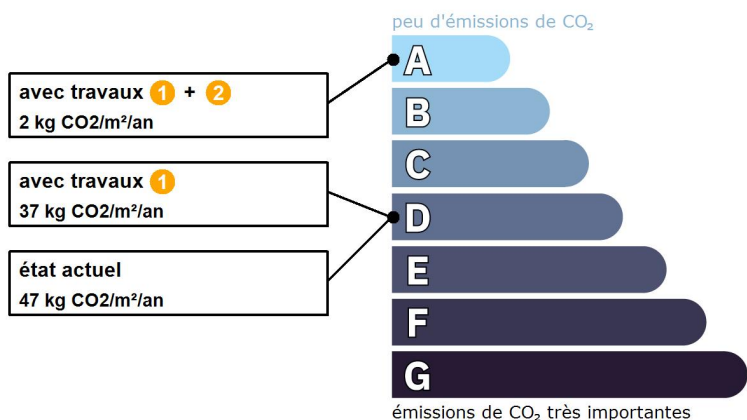 peu d'émissions de CO₂
A
avec travaux 1 + 2
2 kg CO2/m²/an
B
C
avec travaux 1
37 kg CO2/m²/an
D
état actuel
47 kg CO2/m²/an
E
F
G
émissions de CO₂ très importantes